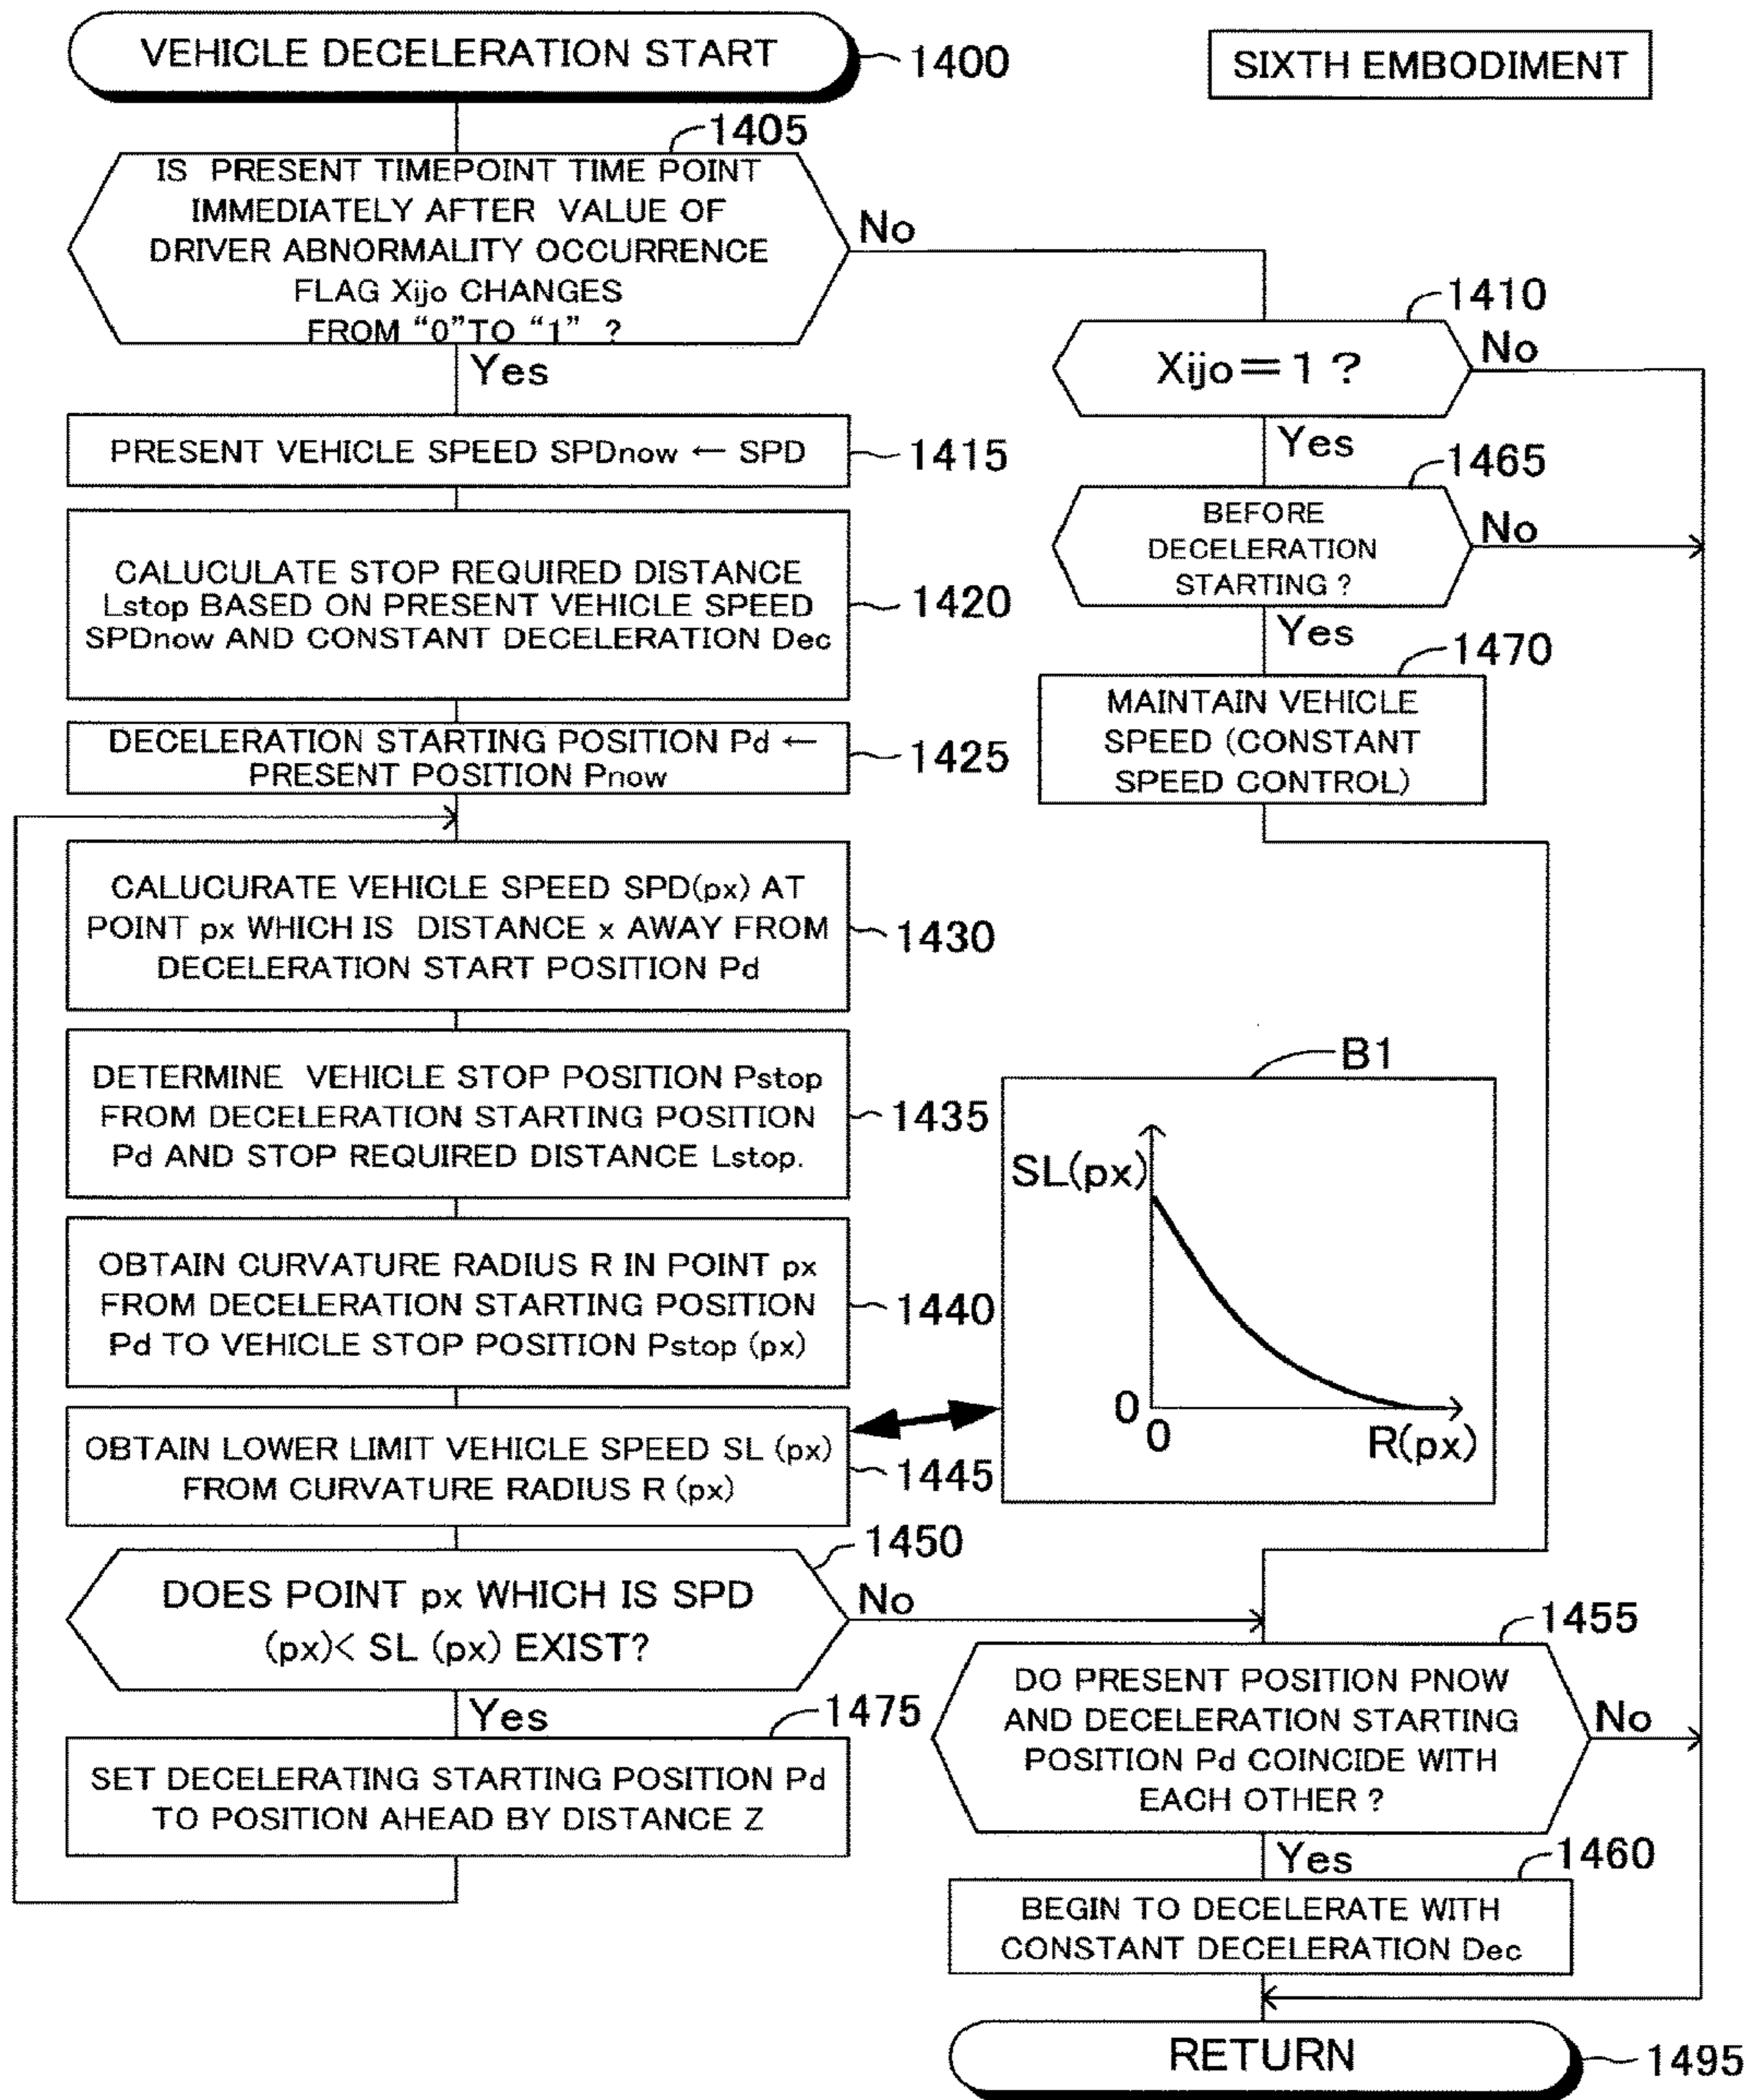 VEHICLE DECELERATION START
1400
SIXTH EMBODIMENT
1405
IS PRESENT TIMEPOINT TIME POINT
IMMEDIATELY AFTER VALUE OF
DRIVER ABNORMALITY OCCURRENCE
FLAG Xijo CHANGES
FROM “0”TO “1” ?
No
Yes
1410
Xijo＝1 ?
No
Yes
PRESENT VEHICLE SPEED SPDnow ← SPD
1415
1465
BEFORE
DECELERATION
STARTING ?
No
Yes
CALUCULATE STOP REQUIRED DISTANCE
Lstop BASED ON PRESENT VEHICLE SPEED
SPDnow AND CONSTANT DECELERATION Dec
1420
1470
MAINTAIN VEHICLE
SPEED (CONSTANT
SPEED CONTROL)
DECELERATION STARTING POSITION Pd ←
PRESENT POSITION Pnow
1425
CALUCURATE VEHICLE SPEED SPD(px) AT
POINT px WHICH IS DISTANCE x AWAY FROM
DECELERATION START POSITION Pd
1430
DETERMINE VEHICLE STOP POSITION Pstop
FROM DECELERATION STARTING POSITION
Pd AND STOP REQUIRED DISTANCE Lstop.
1435
B1
SL(px)
0
0
R(px)
OBTAIN CURVATURE RADIUS R IN POINT px
FROM DECELERATION STARTING POSITION
Pd TO VEHICLE STOP POSITION Pstop (px)
1440
OBTAIN LOWER LIMIT VEHICLE SPEED SL (px)
FROM CURVATURE RADIUS R (px)
1445
1450
DOES POINT px WHICH IS SPD
(px)< SL (px) EXIST?
No
Yes
1455
DO PRESENT POSITION PNOW
AND DECELERATION STARTING
POSITION Pd COINCIDE WITH
EACH OTHER ?
No
Yes
1475
SET DECELERATING STARTING POSITION Pd
TO POSITION AHEAD BY DISTANCE Z
1460
BEGIN TO DECELERATE WITH
CONSTANT DECELERATION Dec
RETURN
1495